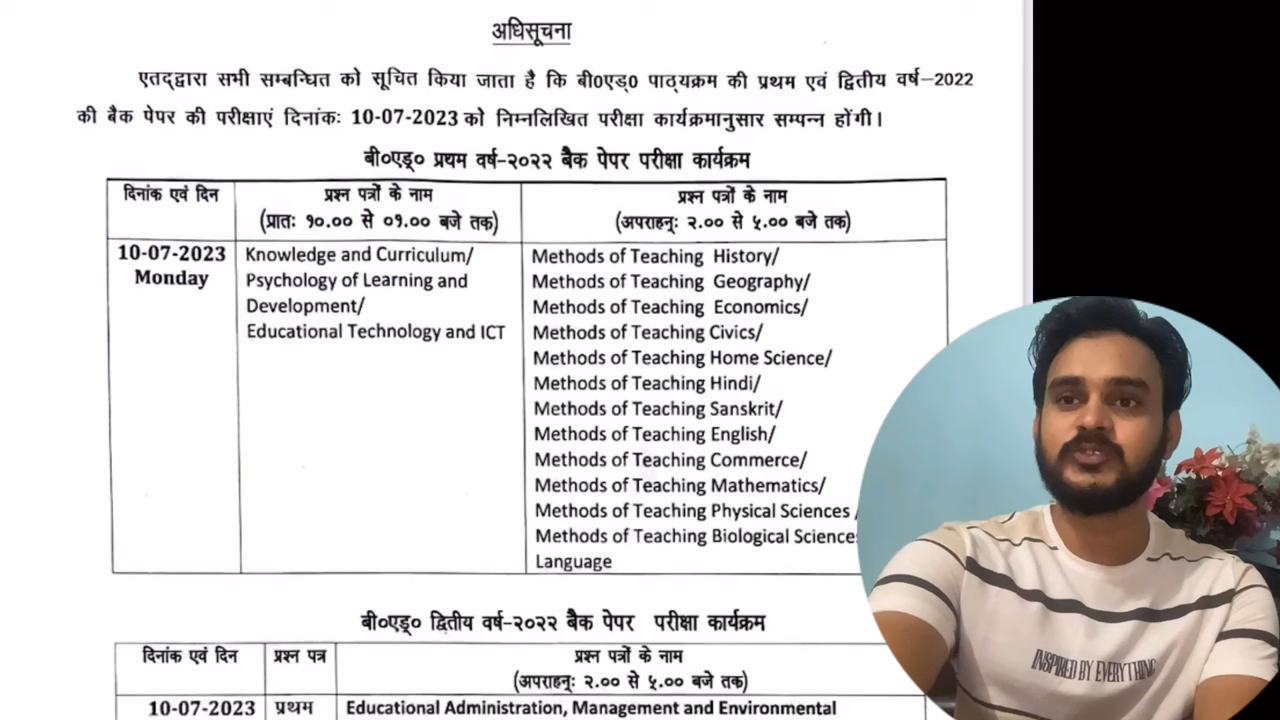 अधिसूचना
एतद्द्वारा सभी सम्बन्धित को सूचित किया जाता है कि बी०एड्० पाठ्यक्रम की प्रथम एवं द्वितीय वर्ष–2022
की बैक पेपर की परीक्षाएं दिनांकः 10-07-2023 को निम्नलिखित परीक्षा कार्यक्रमानुसार सम्पन्न होंगी।
बी०एड्० प्रथम वर्ष-२०२२ बैक पेपर परीक्षा कार्यक्रम
दिनांक एवं दिन
प्रश्न पत्रों के नाम
(प्रातः १०.०० से ०१.०० बजे तक)
प्रश्न पत्रों के नाम
(अपराहन्ः २.०० से ५.०० बजे तक)
10-07-2023
Monday
Knowledge and Curriculum/
Psychology of Learning and
Development/
Educational Technology and ICT
Methods of Teaching History/
Methods of Teaching Geography/
Methods of Teaching Economics/
Methods of Teaching Civics/
Methods of Teaching Home Science/
Methods of Teaching Hindi/
Methods of Teaching Sanskrit/
Methods of Teaching English/
Methods of Teaching Commerce/
Methods of Teaching Mathematics/
Methods of Teaching Physical Sciences /
Methods of Teaching Biological Science
Language
बी०एड्० द्वितीय वर्ष-२०२२ बैक पेपर परीक्षा कार्यक्रम
दिनांक एवं दिन
प्रश्न पत्र
प्रश्न पत्रों के नाम
(अपराहन्ः २.०० से ५.०० बजे तक)
10-07-2023
प्रथम
Educational Administration, Management and Environmental
INSPIRED BY EVERYTHING